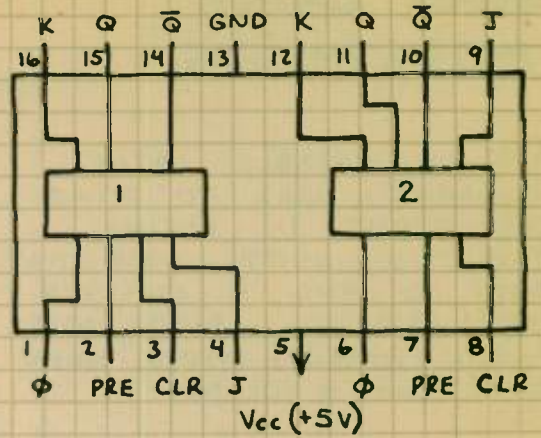 K Q Q̅ GND K Q Q̅ J
16 15 14 13 12 11 10 9
1 2
1 2 3 4 5 6 7 8
Φ PRE CLR J Φ PRE CLR
Vcc (+5V)